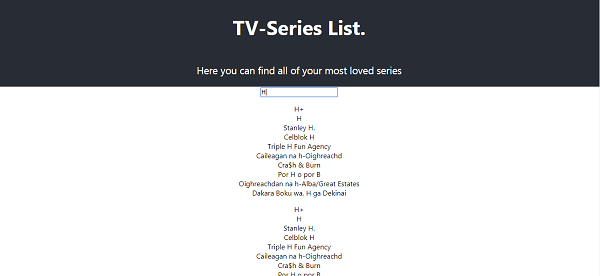 TV-Series List.
Here you can find all of your most loved series
H
H+
H
Stanley H.
Celblok H
Triple H Fun Agency
Caileagan na h-Oighreachd
Cra$h & Burn
Por H o por B
Oighreachdan na h-Alba/Great Estates
Dakara Boku wa, H ga Dekinai
H+
H
Stanley H.
Celblok H
Triple H Fun Agency
Caileagan na h-Oighreachd
Cra$h & Burn
Por H o por B